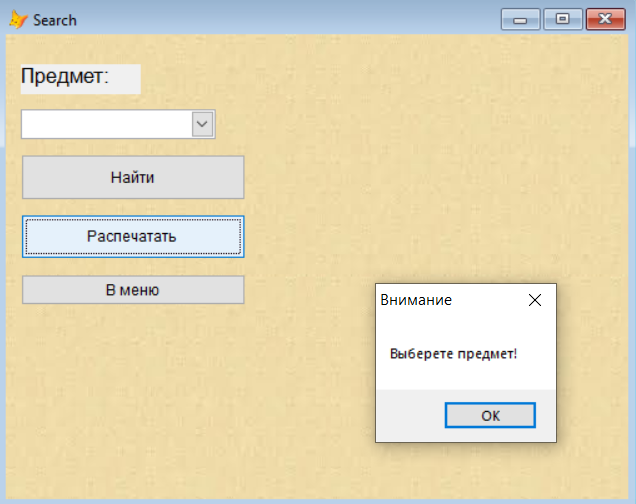 Search
Предмет:
Найти
Распечатать
В меню
Внимание
Выберете предмет!
OK